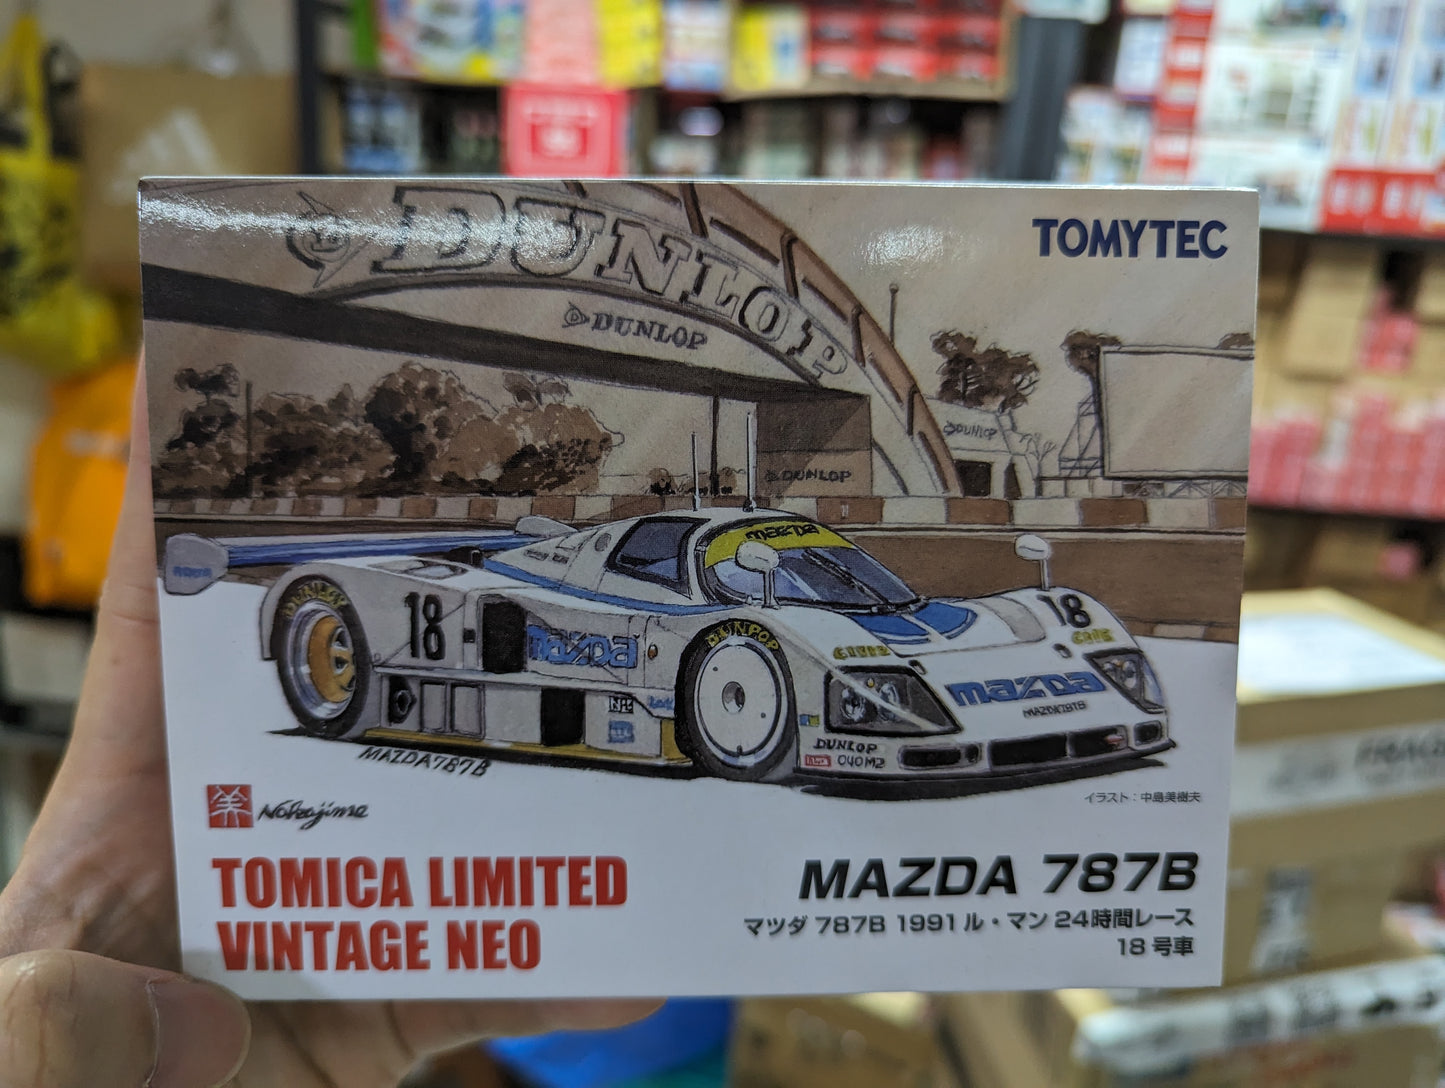 TOMYTEC
DUNLOP
DUNLOP
DUNLOP
DUNLOP
mazda
DUNLOP
18
mazda
DUNLOP
18
mazda
MAZDA787B
DUNLOP
MAZDA787B
イラスト：中島美樹夫
美 Nakajima
TOMICA LIMITED
VINTAGE NEO
MAZDA 787B
マツダ 787B 1991 ル・マン 24時間レース
18 号車